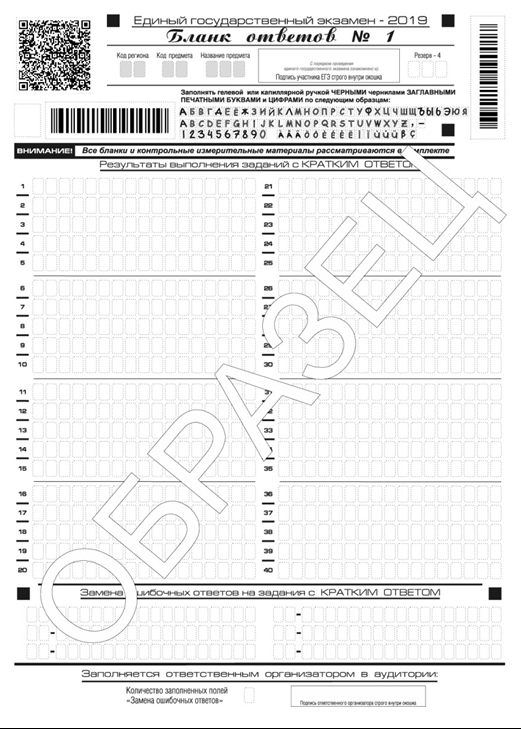 Единый государственный экзамен - 2019
Бланк ответов № 1
Код региона Код предмета Название предмета Резерв - 4
С порядком проведения
единого государственного экзамена ознакомлен(-а)
Подпись участника ЕГЭ строго внутри окошка
Заполнять гелевой или капиллярной ручкой ЧЕРНЫМИ чернилами ЗАГЛАВНЫМИ
ПЕЧАТНЫМИ БУКВАМИ и ЦИФРАМИ по следующим образцам:
А Б В Г Д Е Ё Ж З И Й К Л М Н О П Р С Т У Ф Х Ц Ч Ш Щ Ъ Ы Ь Э Ю Я
A B C D E F G H I J K L M N O P Q R S T U V W X Y Z , -
1 2 3 4 5 6 7 8 9 0
ВНИМАНИЕ! Все бланки и контрольные измерительные материалы рассматриваются в комплекте
Результаты выполнения заданий с КРАТКИМ ОТВЕТОМ
1 21
2 22
3 23
4 24
5 25
6
7
8
9 29
10 30
11
12 32
13 33
14 34
15 35
16 36
17 37
18 38
19 39
20 40
ОБРАЗЕЦ
Замена ошибочных ответов на задания с КРАТКИМ ОТВЕТОМ
- -
- -
- -
Заполняется ответственным организатором в аудитории:
Количество заполненных полей
«Замена ошибочных ответов»
Подпись ответственного организатора строго внутри окошка